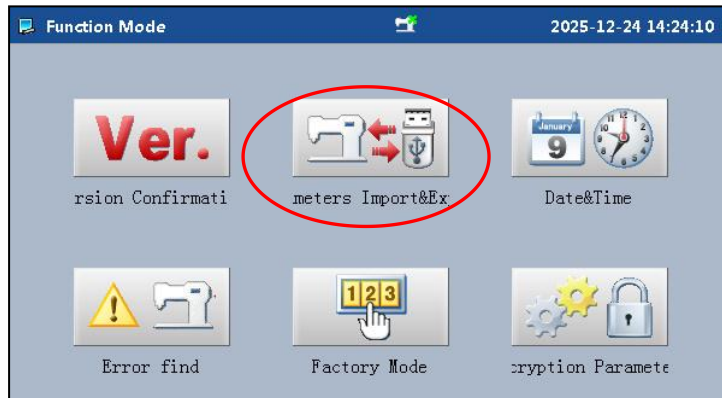 Function Mode 2025-12-24 14:24:10
Ver.
January
9
rsion Confirmati meters Import&Ex Date&Time
123
Error find Factory Mode cryption Paramete